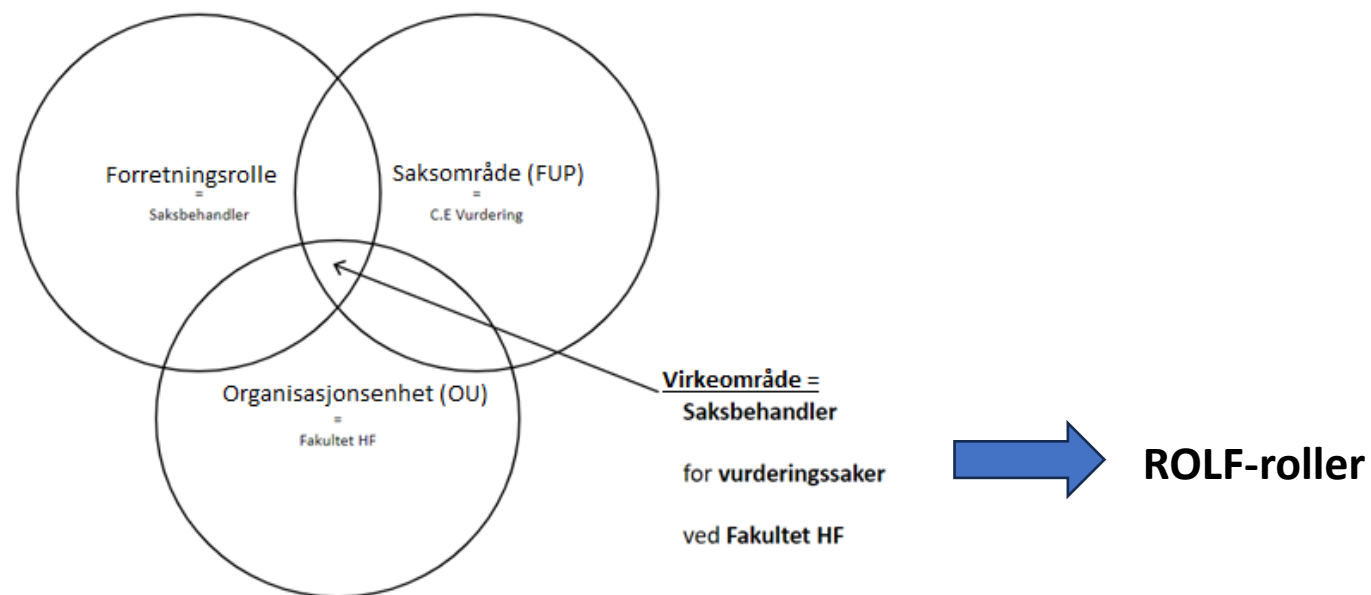 Forretningsrolle
=
Saksbehandler
Saksområde (FUP)
=
C.E Vurdering
Organisasjonsenhet (OU)
=
Fakultet HF
Virkeområde =
Saksbehandler
for vurderingssaker
ved Fakultet HF
ROLF-roller